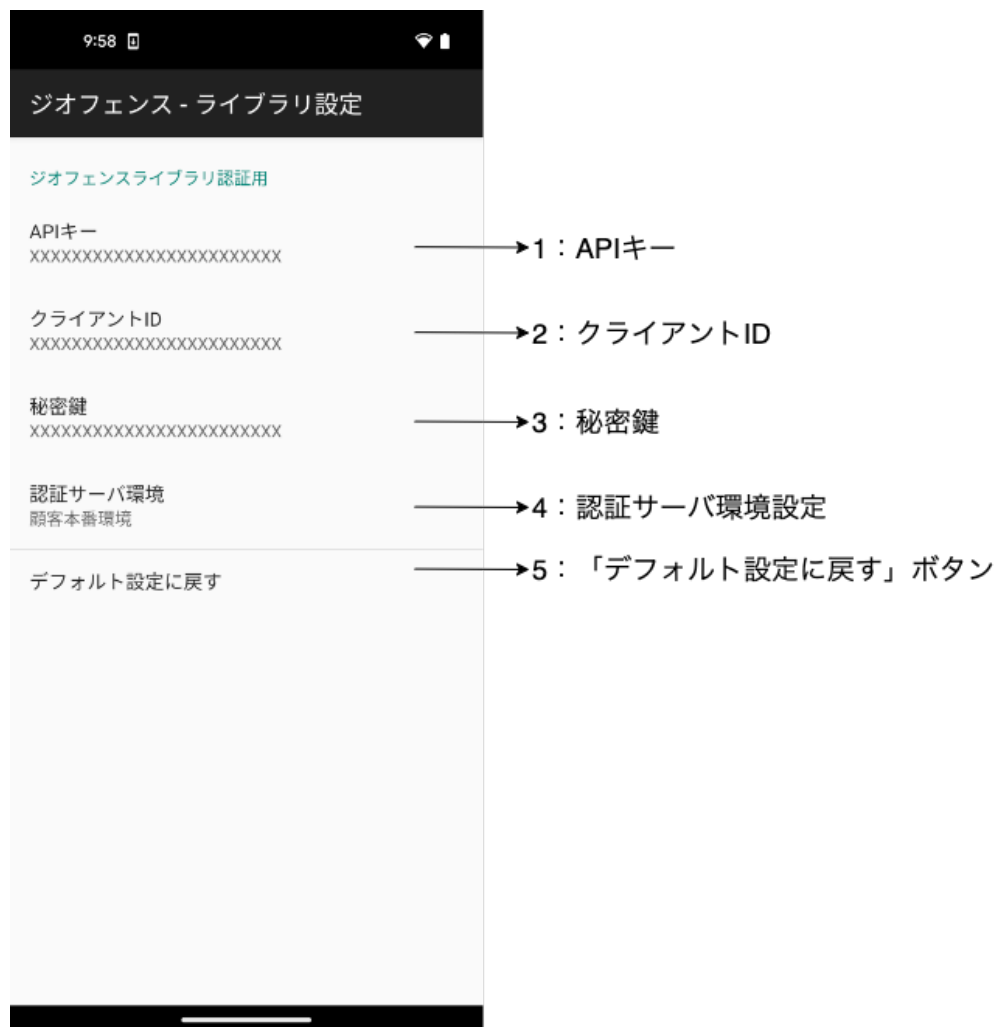 9:58
ジオフェンス - ライブラリ設定
ジオフェンスライブラリ認証用
APIキー
XXXXXXXXXXXXXXXXXXXXXXXX
1：APIキー
クライアントID
XXXXXXXXXXXXXXXXXXXXXXXX
2：クライアントID
秘密鍵
XXXXXXXXXXXXXXXXXXXXXXXX
3：秘密鍵
認証サーバ環境
顧客本番環境
4：認証サーバ環境設定
デフォルト設定に戻す
5：「デフォルト設定に戻す」ボタン